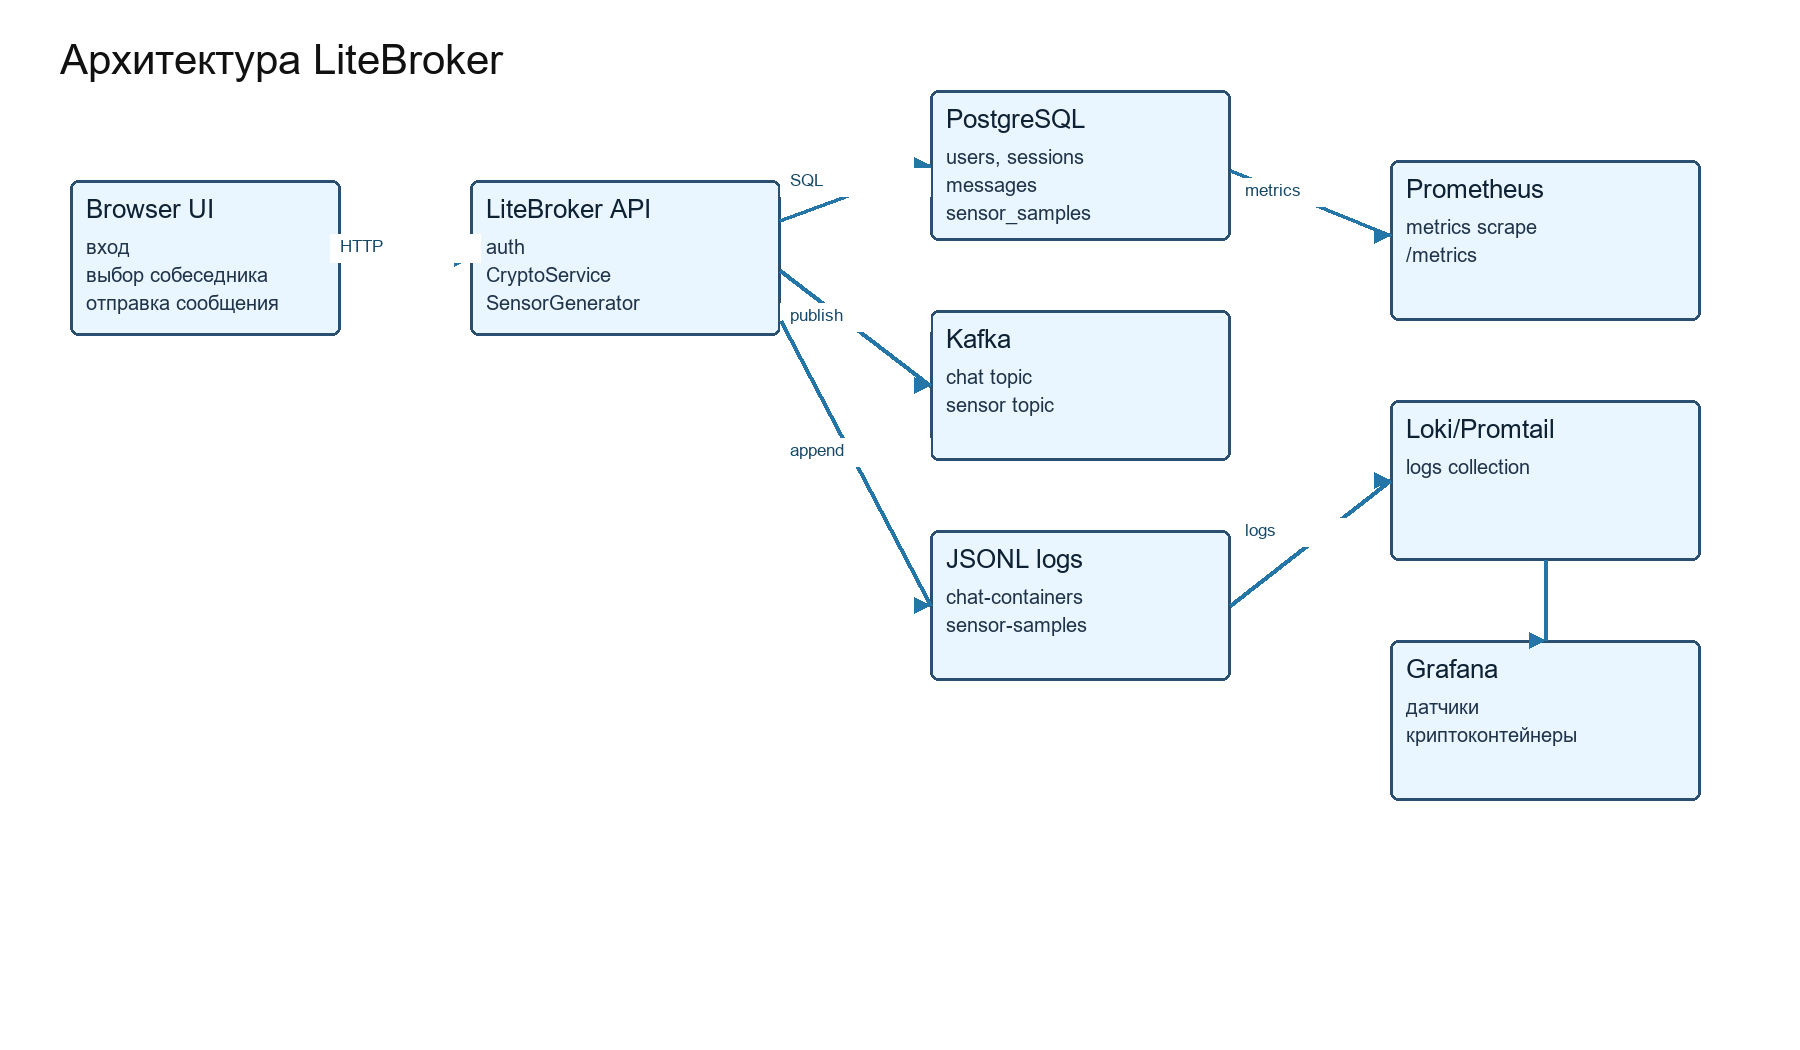 Архитектура LiteBroker
Browser UI
вход
выбор собеседника
отправка сообщения
HTTP
LiteBroker API
auth
CryptoService
SensorGenerator
SQL
publish
append
PostgreSQL
users, sessions
messages
sensor_samples
Kafka
chat topic
sensor topic
JSONL logs
chat-containers
sensor-samples
metrics
logs
Prometheus
metrics scrape
/metrics
Loki/Promtail
logs collection
Grafana
датчики
криптоконтейнеры